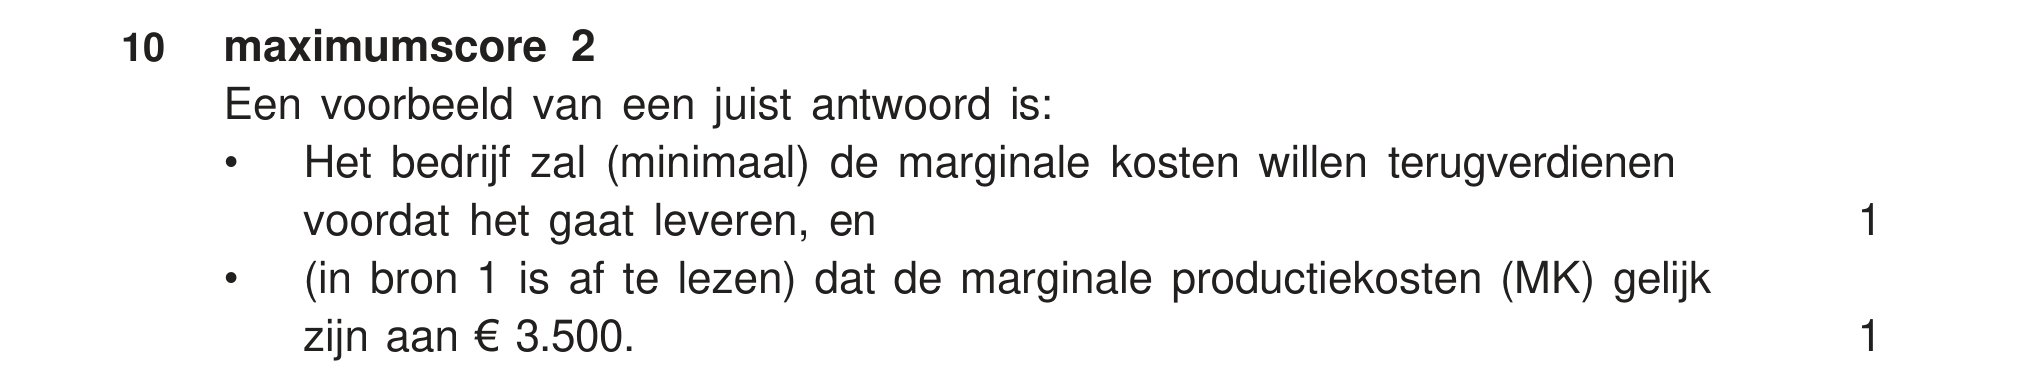 10 maximumscore 2
Een voorbeeld van een juist antwoord is:
• Het bedrijf zal (minimaal) de marginale kosten willen terugverdienen
voordat het gaat leveren, en 1
• (in bron 1 is af te lezen) dat de marginale productiekosten (MK) gelijk
zijn aan € 3.500. 1